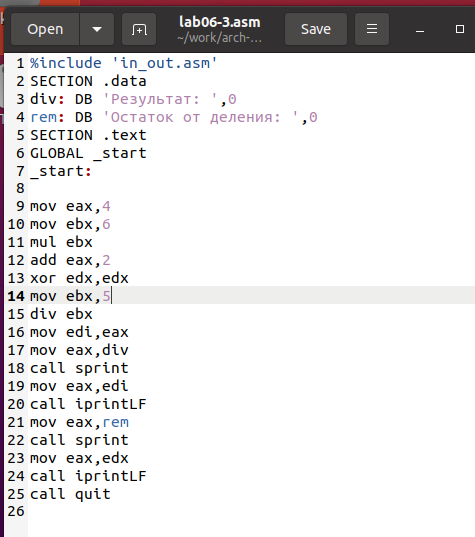 Open
lab06-3.asm
~/work/arch-...
Save
1 %include 'in_out.asm'
2 SECTION .data
3 div: DB 'Результат: ',0
4 rem: DB 'Остаток от деления: ',0
5 SECTION .text
6 GLOBAL _start
7 _start:
8
9 mov eax,4
10 mov ebx,6
11 mul ebx
12 add eax,2
13 xor edx,edx
14 mov ebx,5
15 div ebx
16 mov edi,eax
17 mov eax,div
18 call sprint
19 mov eax,edi
20 call iprintLF
21 mov eax,rem
22 call sprint
23 mov eax,edx
24 call iprintLF
25 call quit
26